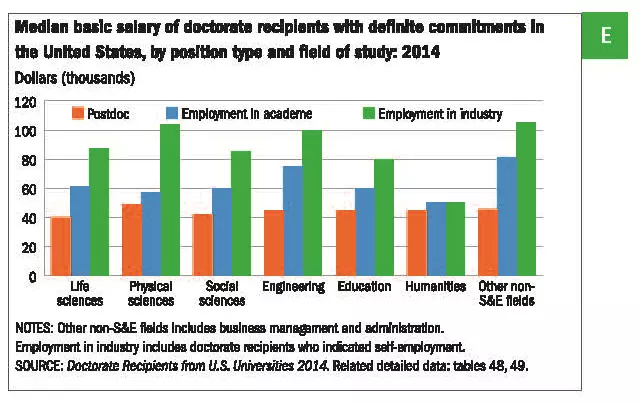 Median basic salary of doctorate recipients with definite commitments in
the United States, by position type and field of study: 2014
E
Dollars (thousands)
120
100
80
60
40
20
0
Postdoc
Employment in academe
Employment in industry
Life
sciences
Physical
sciences
Social
sciences
Engineering
Education
Humanities
Other non-
S&E fields
NOTES: Other non-S&E fields includes business management and administration.
Employment in industry includes doctorate recipients who indicated self-employment.
SOURCE: Doctorate Recipients from U.S. Universities 2014. Related detailed data: tables 48, 49.